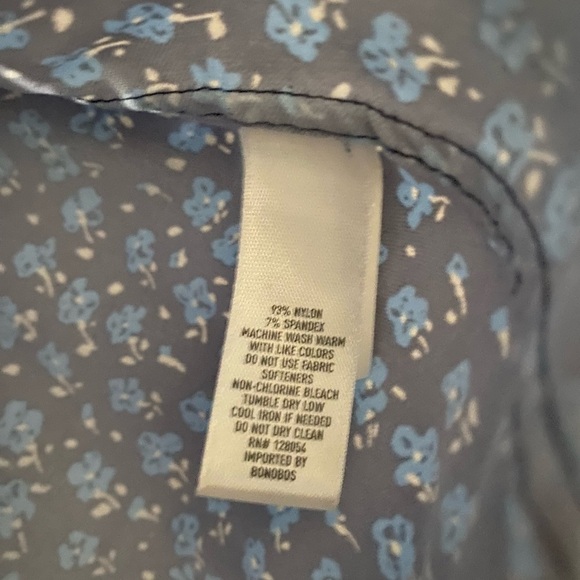 93% NYLON
7% SPANDEX
MACHINE WASH WARM
WITH LIKE COLORS
DO NOT USE FABRIC
SOFTENERS
NON-CHLORINE BLEACH
TUMBLE DRY LOW
COOL IRON IF NEEDED
DO NOT DRY CLEAN
RN# 128054
IMPORTED BY
BONOBOS